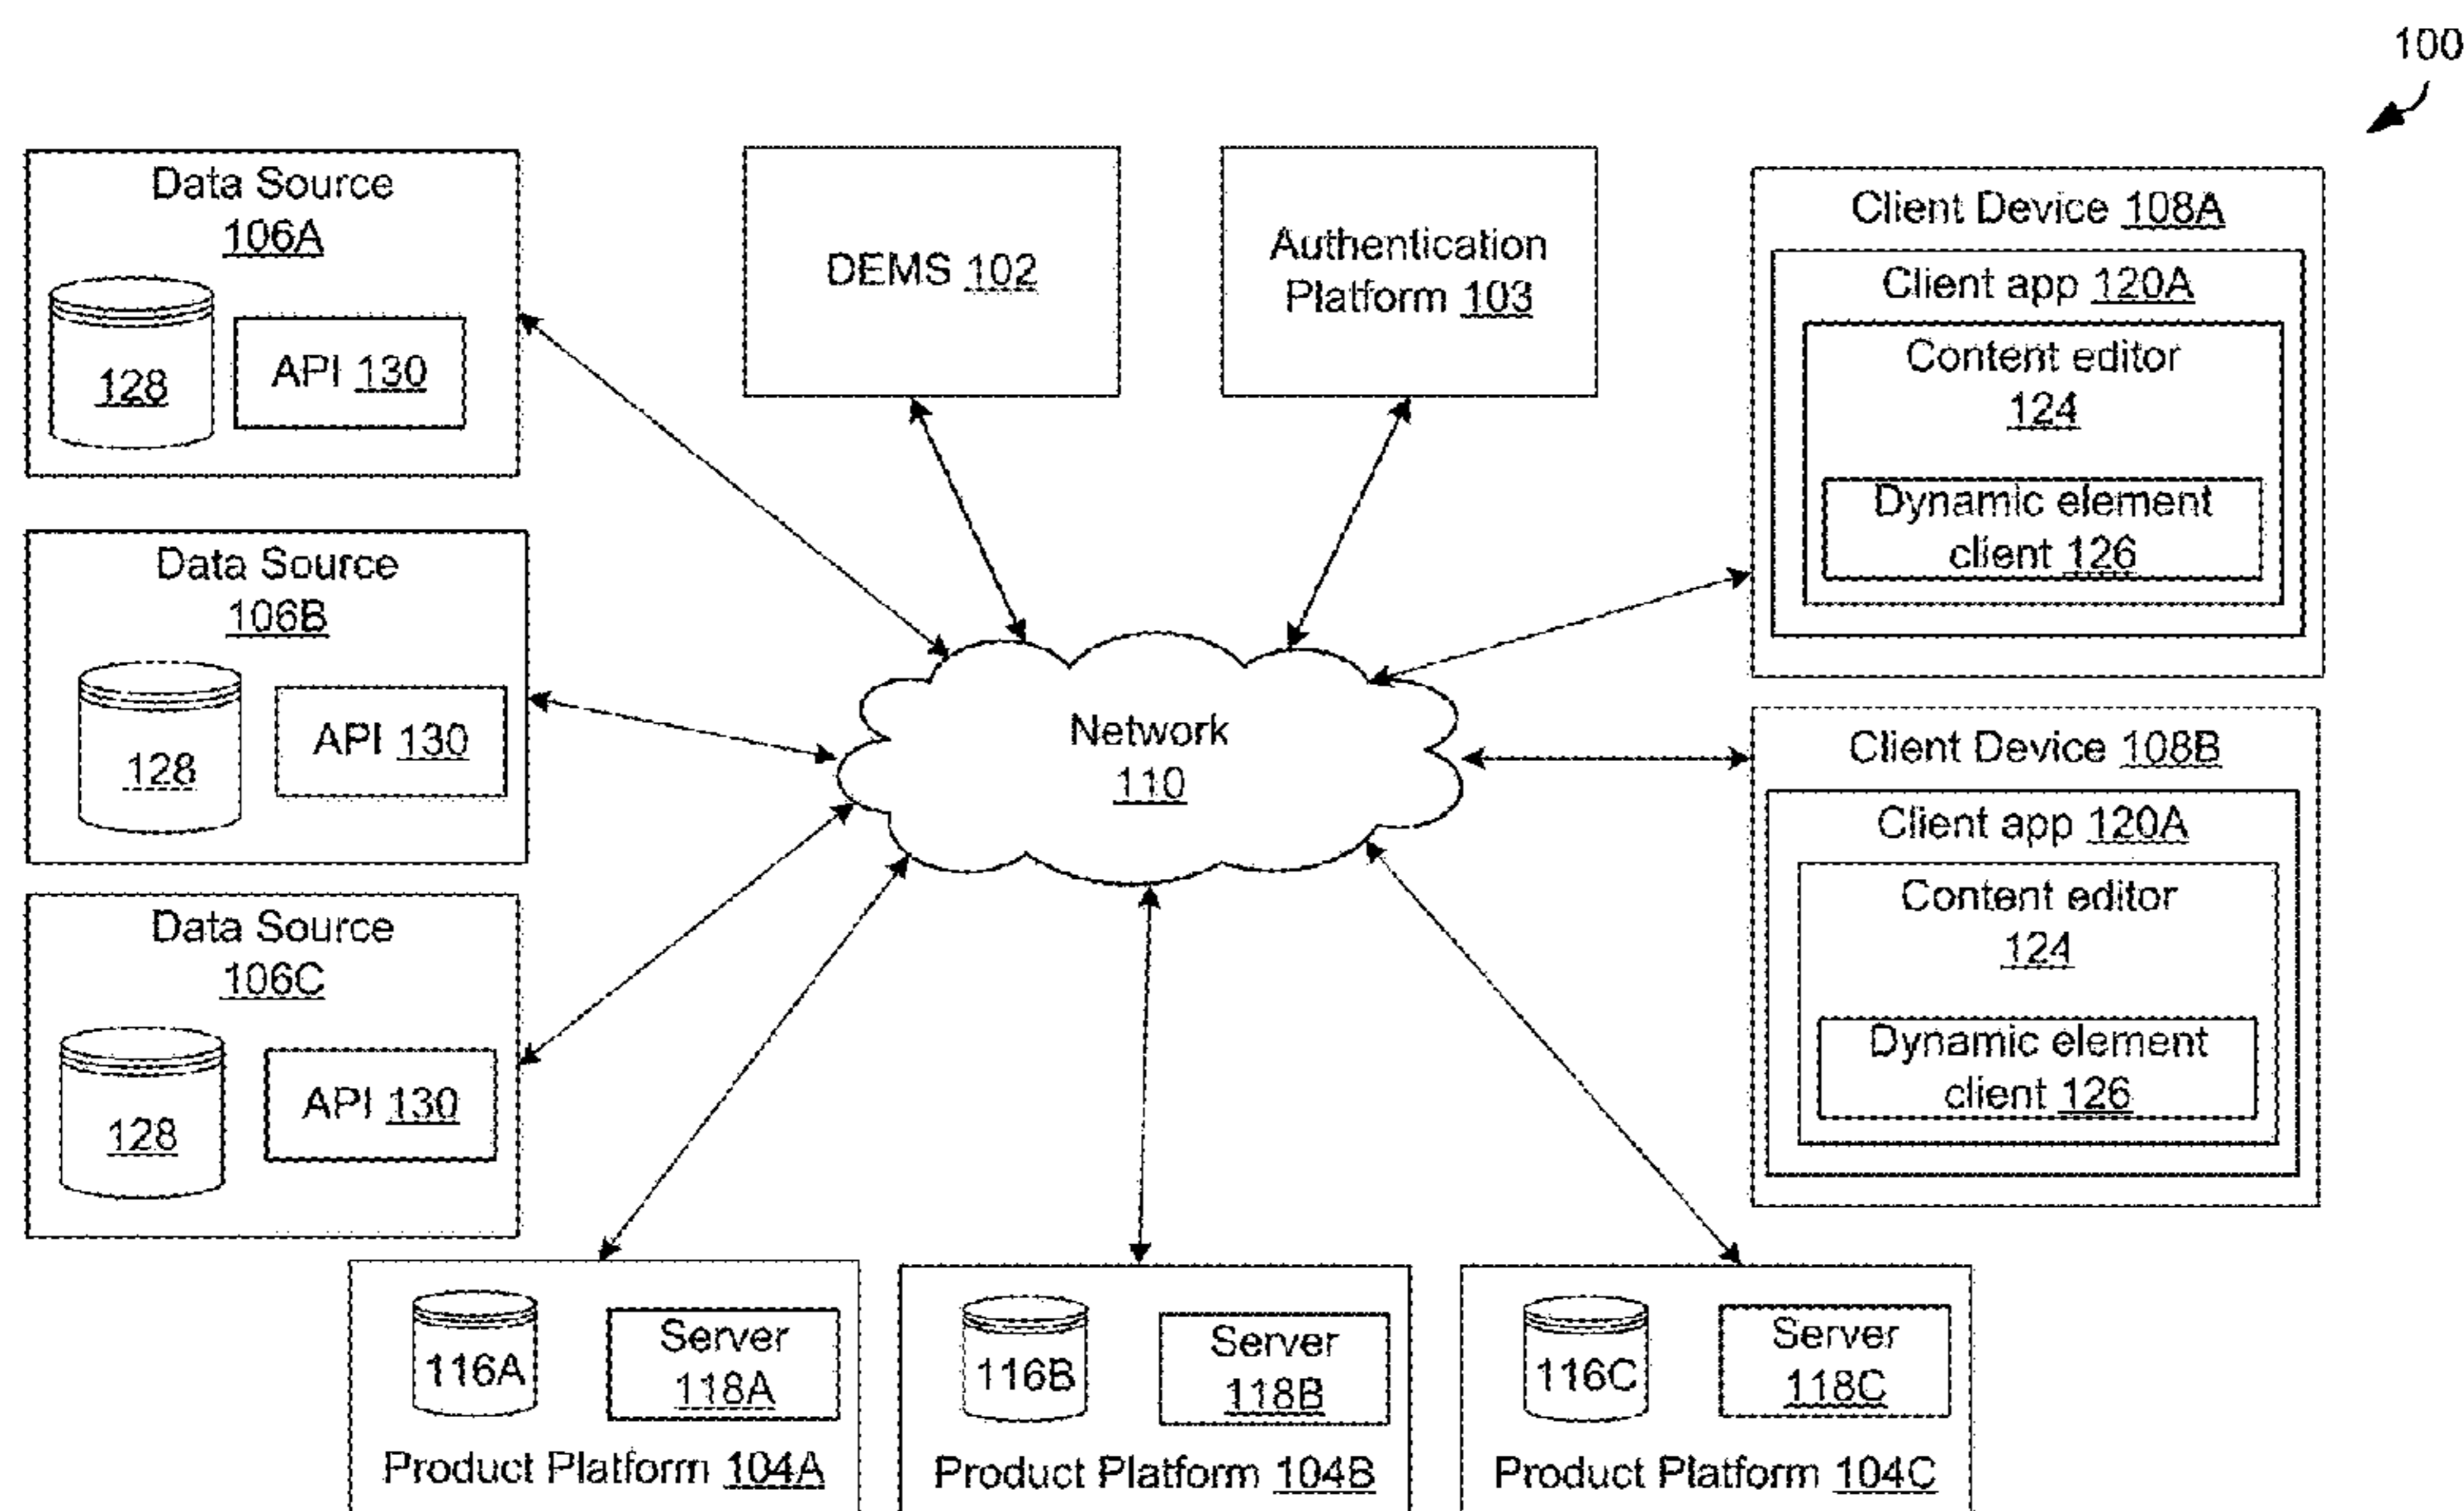 100
Data Source
106A
128
API 130
DEMS 102
Authentication
Platform 103
Client Device 108A
Client app 120A
Content editor
124
Dynamic element
client 126
Data Source
106B
128
API 130
Network
110
Client Device 108B
Client app 120A
Content editor
124
Dynamic element
client 126
Data Source
106C
128
API 130
116A
Server
118A
Product Platform 104A
116B
Server
118B
Product Platform 104B
116C
Server
118C
Product Platform 104C